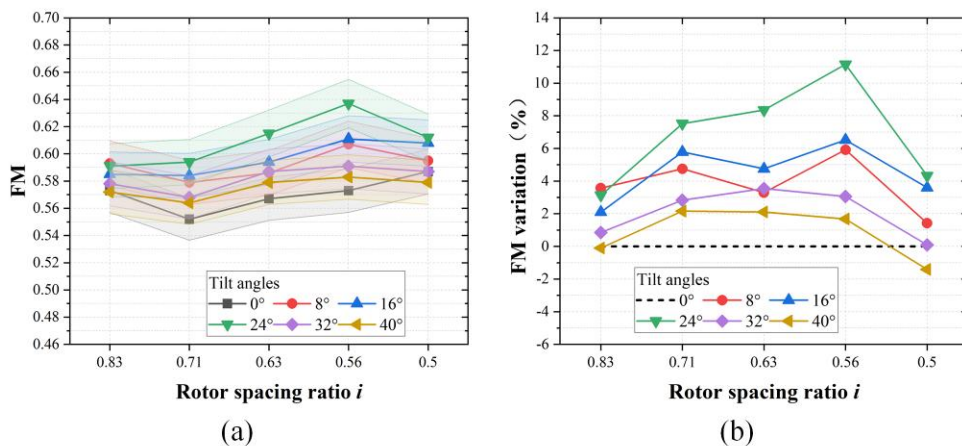 0.70
0.68
0.66
0.64
0.62
0.60
0.58
0.56
0.54
0.52
0.50
0.48
0.46
FM
Tilt angles
0° 8° 16°
24° 32° 40°
0.83 0.71 0.63 0.56 0.5
Rotor spacing ratio i
(a)
14
12
10
8
6
4
2
0
-2
-4
-6
FM variation（%）
Tilt angles
0° 8° 16°
24° 32° 40°
0.83 0.71 0.63 0.56 0.5
Rotor spacing ratio i
(b)